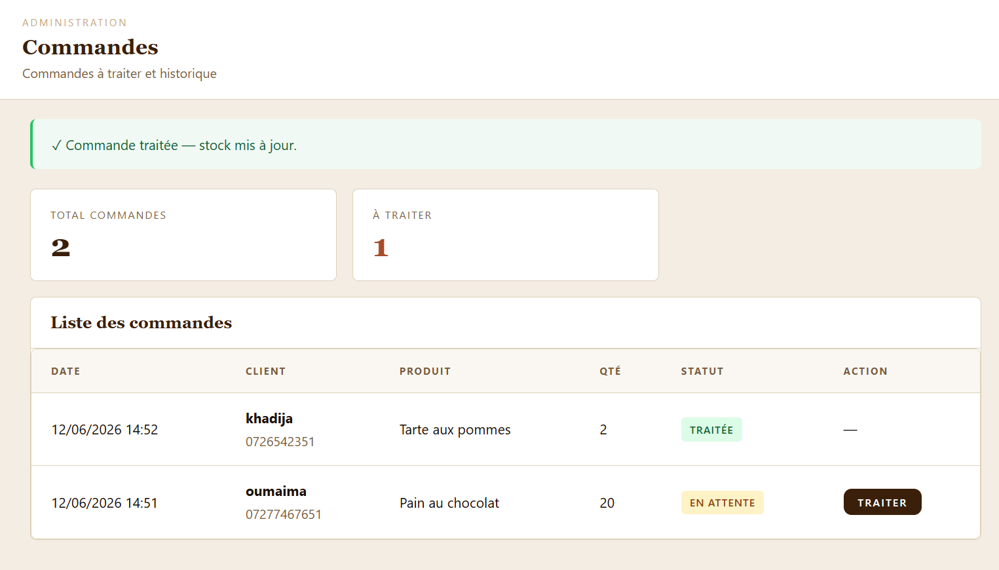 ADMINISTRATION
Commandes
Commandes à traiter et historique
✓ Commande traitée — stock mis à jour.
TOTAL COMMANDES
2
À TRAITER
1
Liste des commandes
DATE CLIENT PRODUIT QTÉ STATUT ACTION
12/06/2026 14:52 khadija Tarte aux pommes 2 TRAITÉE —
0726542351
12/06/2026 14:51 oumaima Pain au chocolat 20 EN ATTENTE TRAITER
07277467651